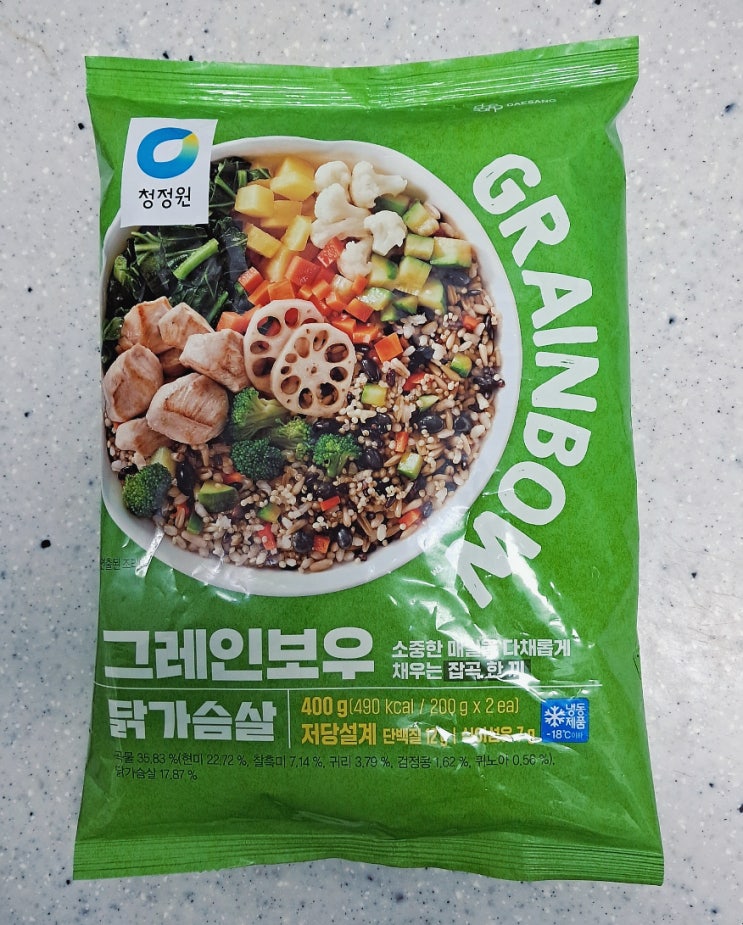 DAESANG
청정원
GRAINBOW
그레인보우
소중한 다채롭게
채우는 잡곡 한 끼
닭가슴살
400 g(490 kcal / 200 g x 2 ea)
저당설계 단백질 12 g |
냉동
제품
-18℃이하
곡물 35.83 %(현미 22.72 %, 찰흑미 7.14 %, 귀리 3.79 %, 검정콩 1.62 %, 퀴노아 0.56 %),
닭가슴살 17.87 %